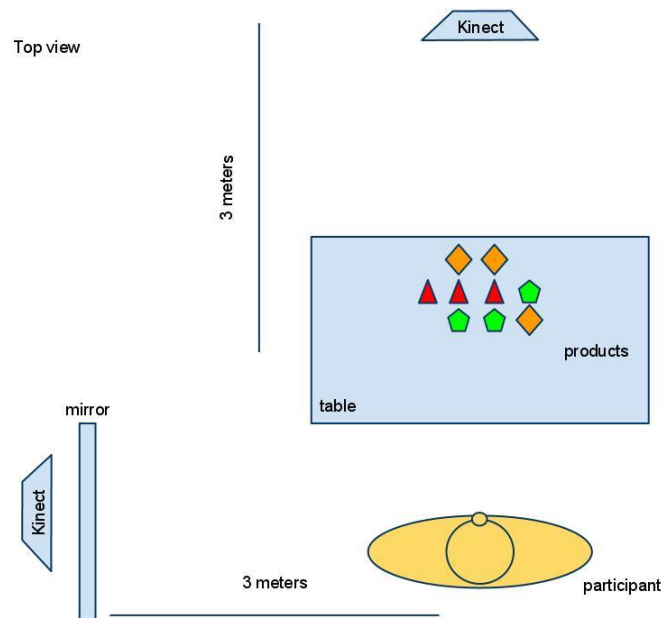 Kinect
Top view
3 meters
products
table
mirror
Kinect
3 meters
participant